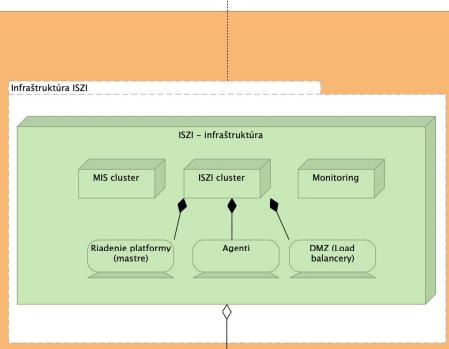 Infraštruktúra ISZI
ISZI – infraštruktúra
MIS cluster
ISZI cluster
Monitoring
Riadenie platformy
(mastre)
Agenti
DMZ (Load
balancery)